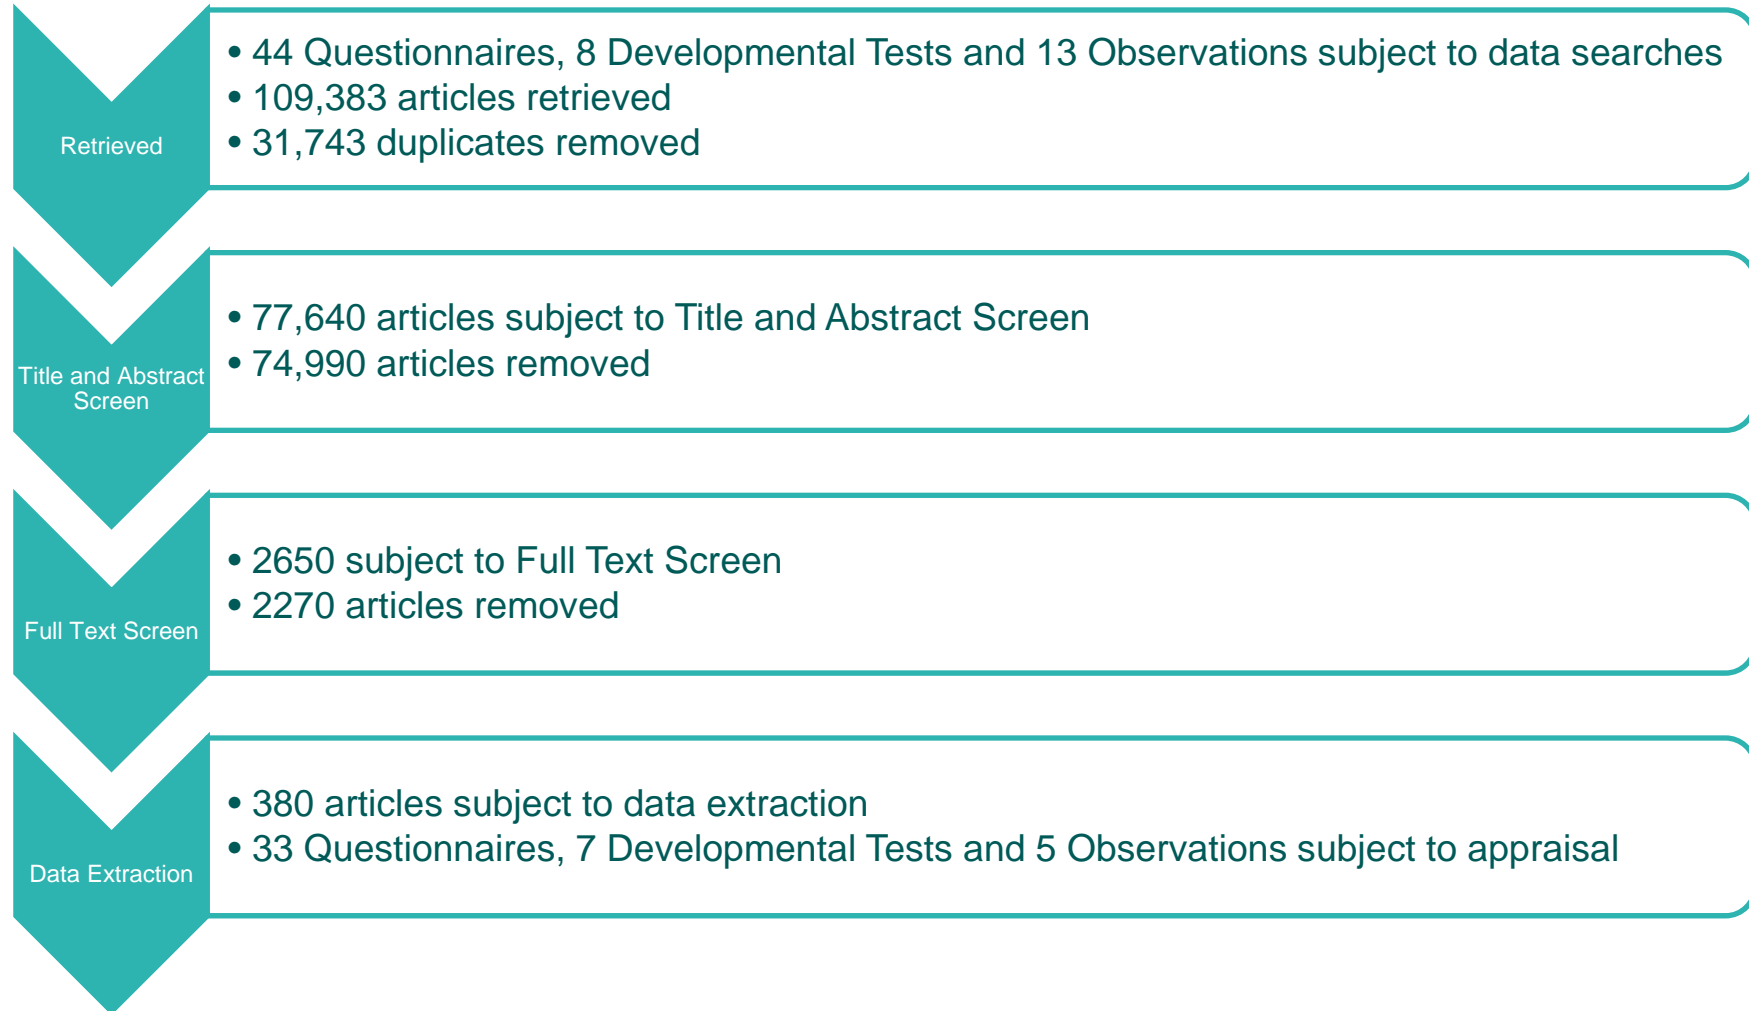 Retrieved
• 44 Questionnaires, 8 Developmental Tests and 13 Observations subject to data searches
• 109,383 articles retrieved
• 31,743 duplicates removed
Title and Abstract
Screen
• 77,640 articles subject to Title and Abstract Screen
• 74,990 articles removed
Full Text Screen
• 2650 subject to Full Text Screen
• 2270 articles removed
Data Extraction
• 380 articles subject to data extraction
• 33 Questionnaires, 7 Developmental Tests and 5 Observations subject to appraisal